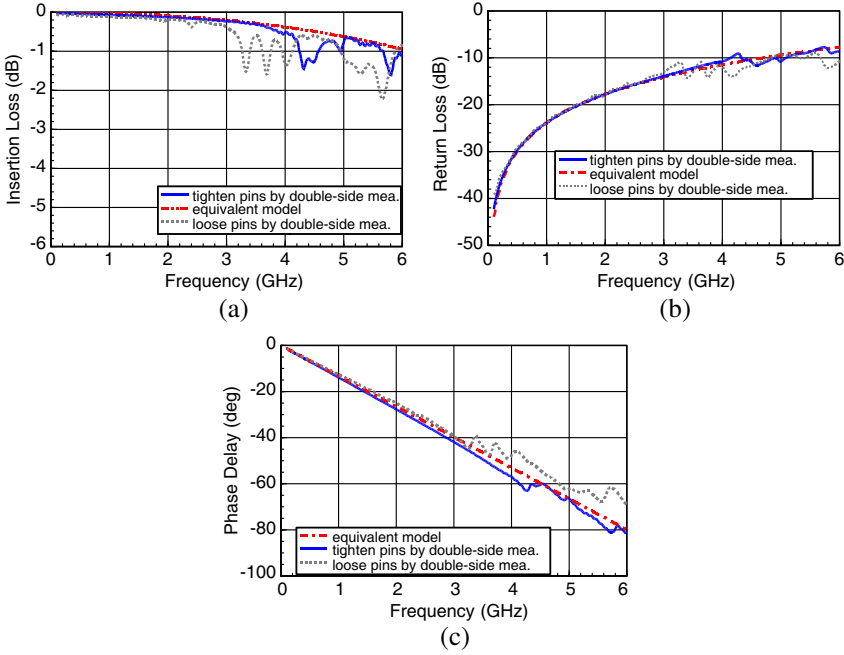 0
-1
-2
-3
-4
-5
-6
Insertion Loss (dB)
tighten pins by double-side mea.
equivalent model
loose pins by double-side mea.
0 1 2 3 4 5 6
Frequency (GHz)
(a)
0
-10
-20
-30
-40
-50
Return Loss (dB)
tighten pins by double-side mea.
equivalent model
loose pins by double-side mea.
0 1 2 3 4 5 6
Frequency (GHz)
(b)
0
-20
-40
-60
-80
-100
Phase Delay (deg)
equivalent model
tighten pins by double-side mea.
loose pins by double-side mea.
0 1 2 3 4 5 6
Frequency (GHz)
(c)